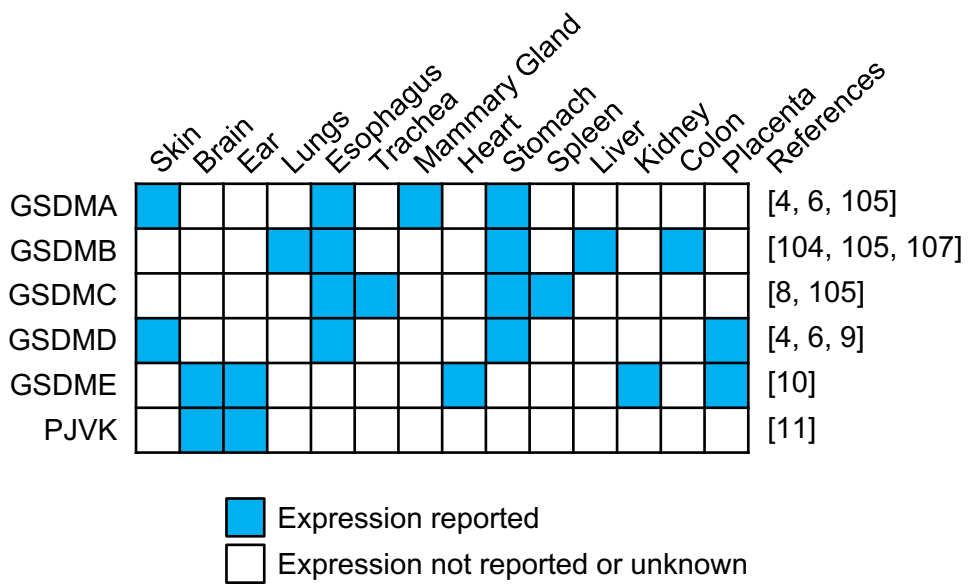 Skin
Brain
Ear
Lungs
Esophagus
Trachea
Mammary Gland
Heart
Stomach
Spleen
Liver
Kidney
Colon
Placenta
References
GSDMA [4, 6, 105]
GSDMB [104, 105, 107]
GSDMC [8, 105]
GSDMD [4, 6, 9]
GSDME [10]
PJVK [11]
Expression reported
Expression not reported or unknown